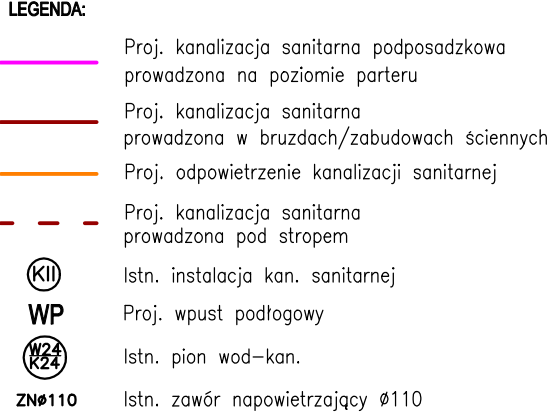 LEGENDA:
Proj. kanalizacja sanitarna podposadzkowa
prowadzona na poziomie parteru
Proj. kanalizacja sanitarna
prowadzona w bruzdach/zabudowach ściennych
Proj. odpowietrzenie kanalizacji sanitarnej
Proj. kanalizacja sanitarna
prowadzona pod stropem
KII Istn. instalacja kan. sanitarnej
WP Proj. wpust podłogowy
W24
K24
Istn. pion wod-kan.
ZNø110 Istn. zawór napowietrzający ø110